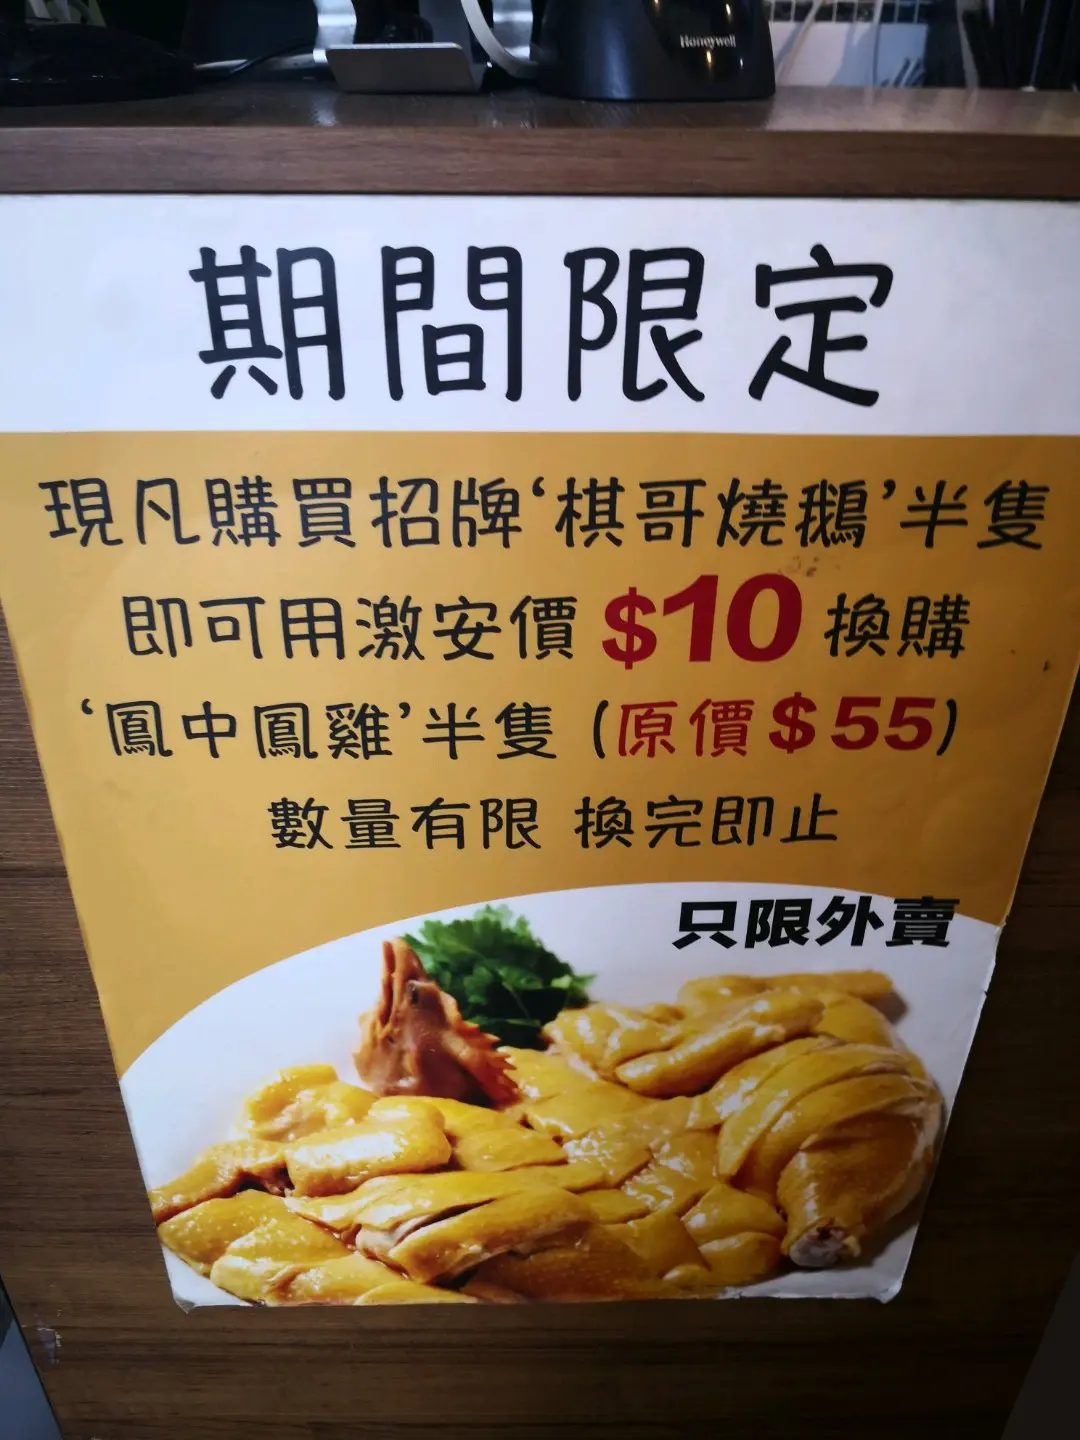 Honeywell
期間限定
現凡購買招牌‘棋哥燒鵝’半隻
即可用激安價 $10 換購
‘鳳中鳳雞’半隻 (原價$55)
數量有限 換完即止
只限外賣